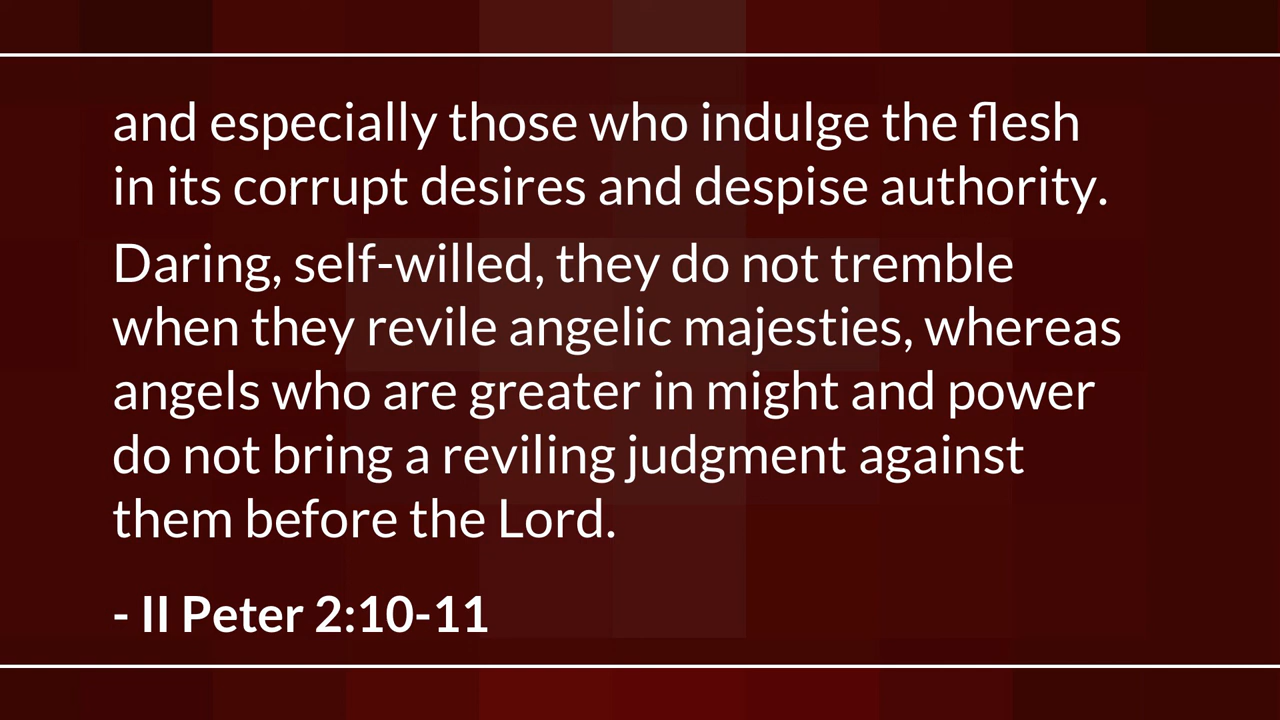 and especially those who indulge the flesh
in its corrupt desires and despise authority.
Daring, self-willed, they do not tremble
when they revile angelic majesties, whereas
angels who are greater in might and power
do not bring a reviling judgment against
them before the Lord.
- II Peter 2:10-11